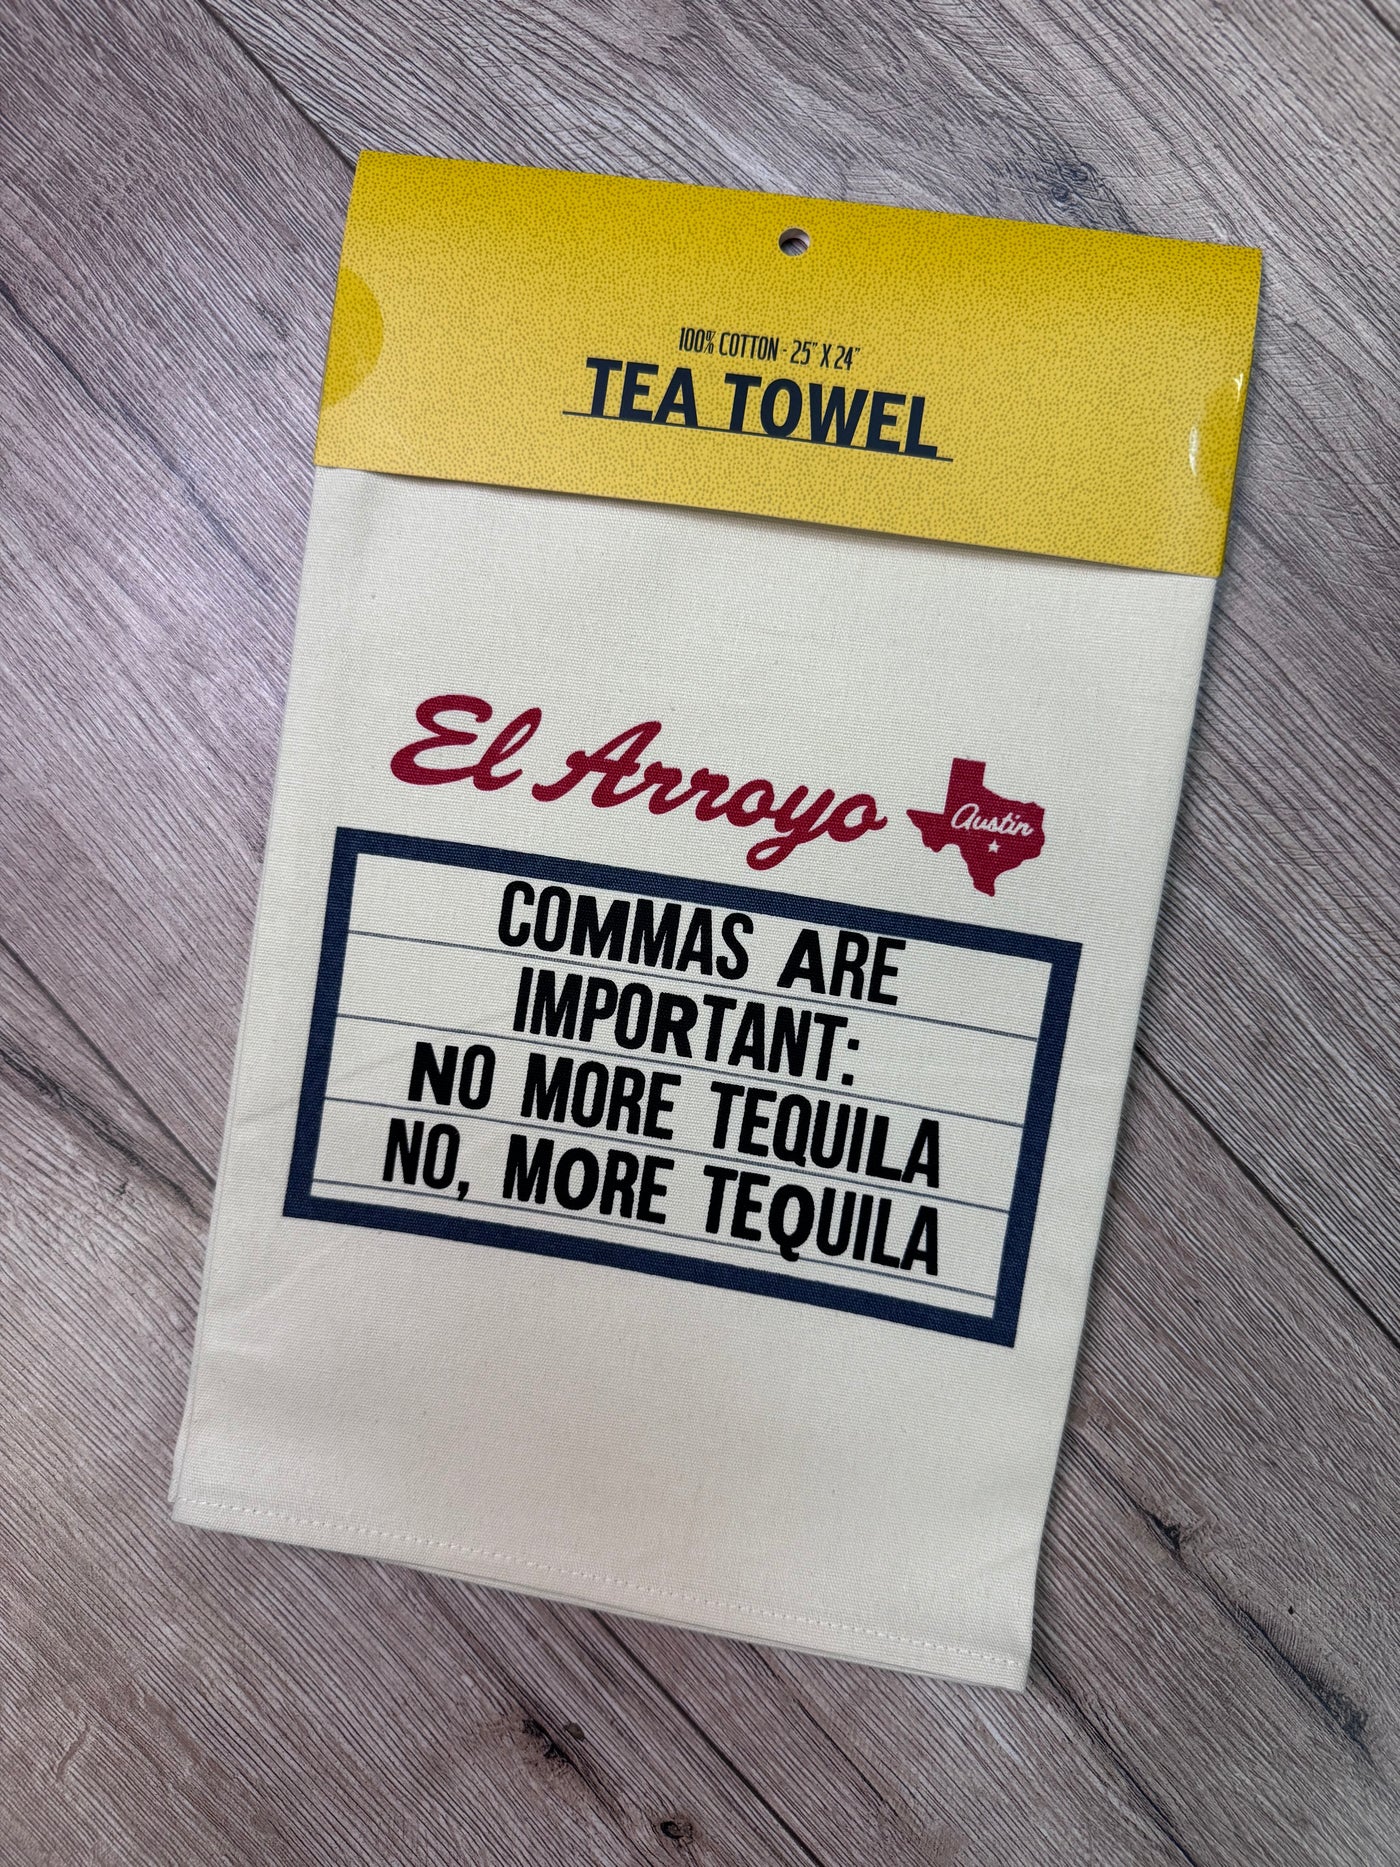 100% COTTON - 25" X 24"
TEA TOWEL
El Arroyo
Austin
COMMAS ARE
IMPORTANT:
NO MORE TEQUILA
NO, MORE TEQUILA